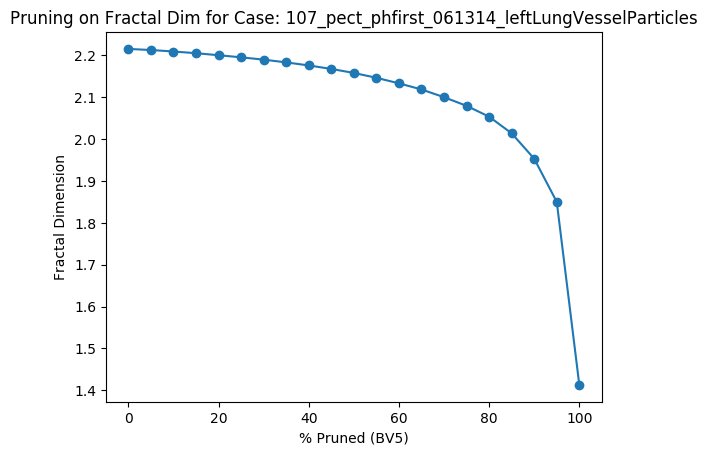 Pruning on Fractal Dim for Case: 107_pect_phfirst_061314_leftLungVesselParticles
2.2
2.1
2.0
1.9
1.8
1.7
1.6
1.5
1.4
Fractal Dimension
0 20 40 60 80 100
% Pruned (BV5)